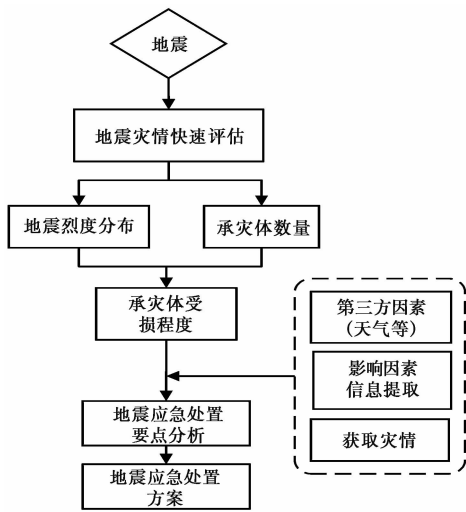 地震
地震灾情快速评估
地震烈度分布
承灾体数量
承灾体受
损程度
第三方因素
(天气等)
影响因素
信息提取
获取灾情
地震应急处置
要点分析
地震应急处置
方案